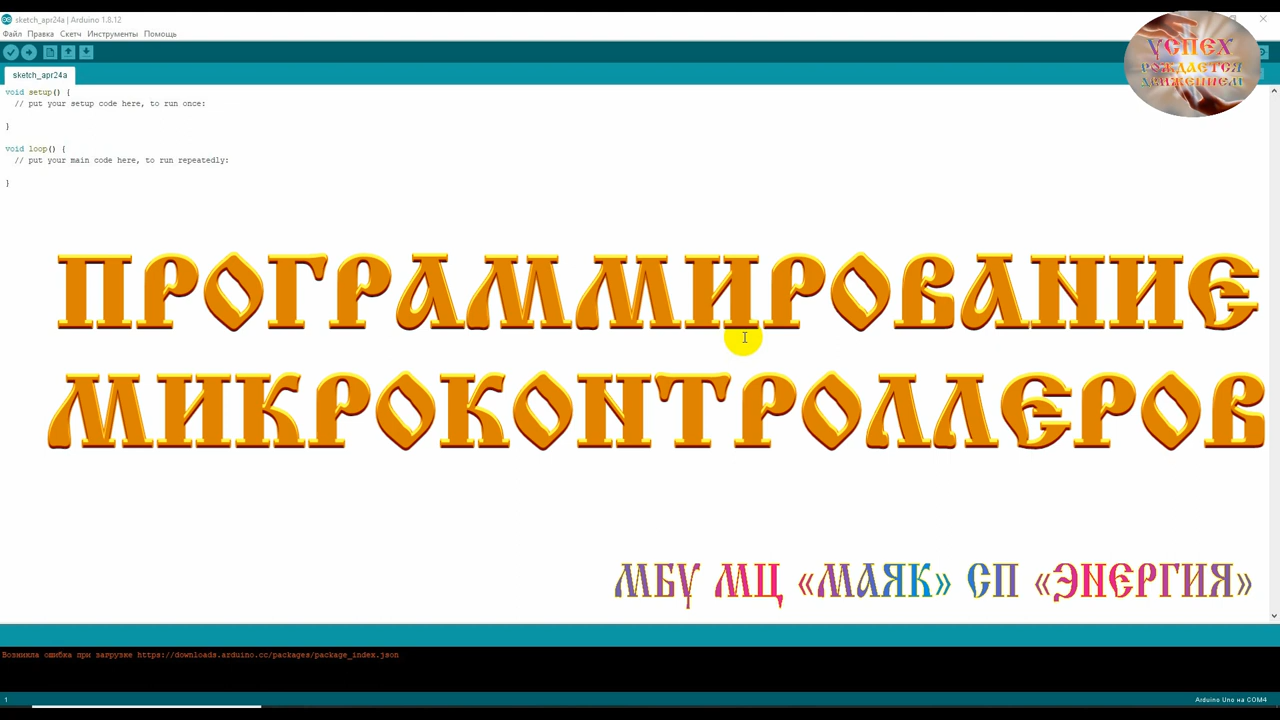 sketch_apr24a | Arduino 1.8.12
Файл Правка Скетч Инструменты Помощь
УСПЕХ
РОЖДАЕТСЯ
ДВИЖЕНИЕМ
sketch_apr24a
void setup() {
// put your setup code here, to run once:
}
void loop() {
// put your main code here, to run repeatedly:
}
ПРОГРАММИРОВАНИЕ
МИКРОКОНТРОЛЛЕРОВ
МБУ МЦ «МАЯК» СП «ЭНЕРГИЯ»
Возникла ошибка при загрузке https://downloads.arduino.cc/packages/package_index.json
1
Arduino Uno на COM4